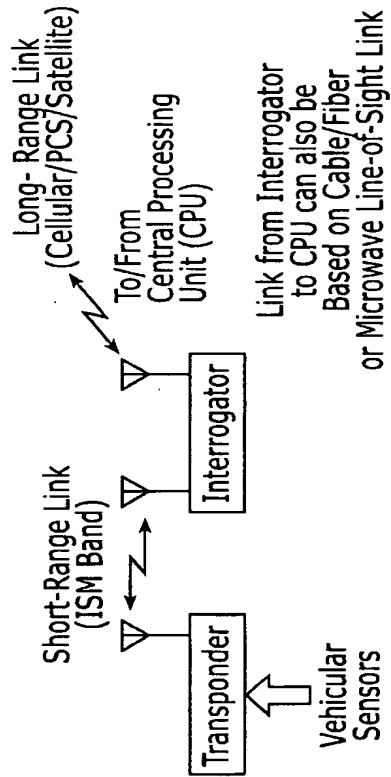 Short-Range Link
(ISM Band)
Long- Range Link
(Cellular/PCS/Satellite)
To/From
Central Processing
Unit (CPU)
Transponder
Interrogator
Vehicular
Sensors
Link from Interrogator
to CPU can also be
Based on Cable/Fiber
or Microwave Line-of-Sight Link